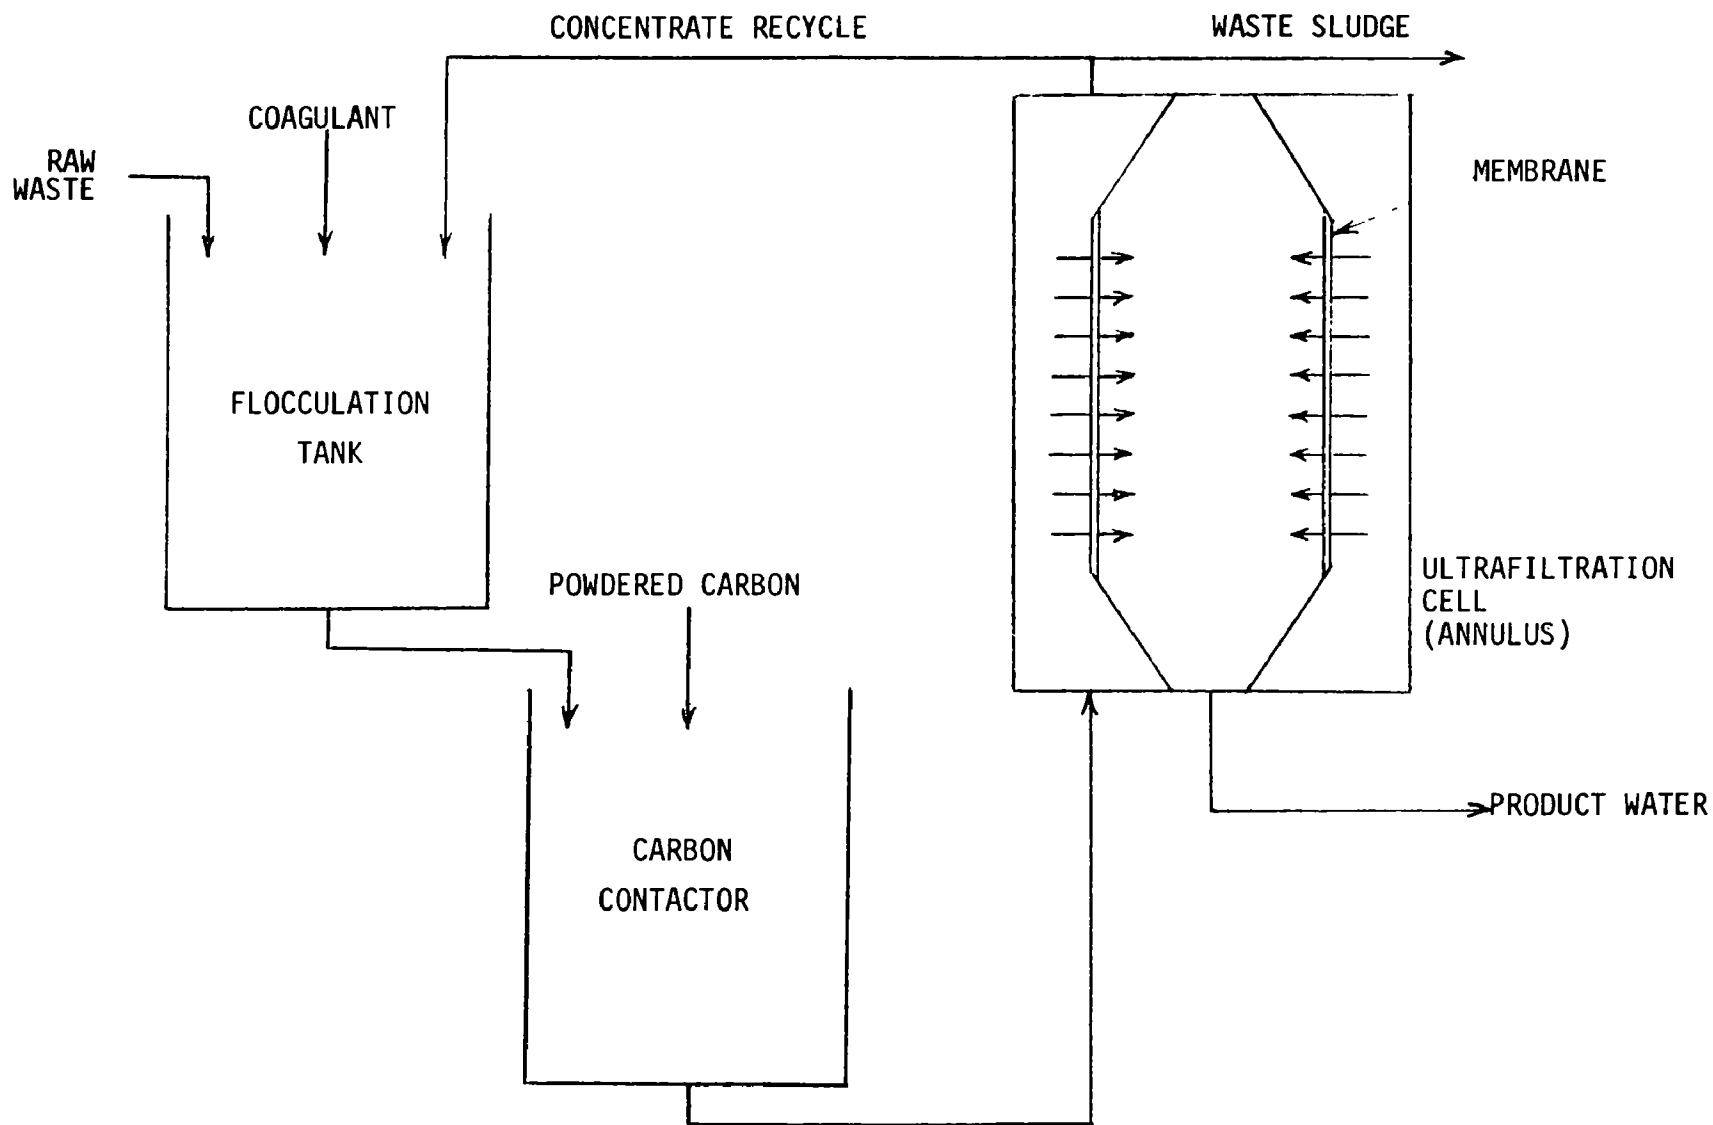 CONCENTRATE RECYCLE
WASTE SLUDGE
COAGULANT
RAW
WASTE
MEMBRANE
FLOCCULATION
TANK
POWDERED CARBON
ULTRAFILTRATION
CELL
(ANNULUS)
PRODUCT WATER
CARBON
CONTACTOR